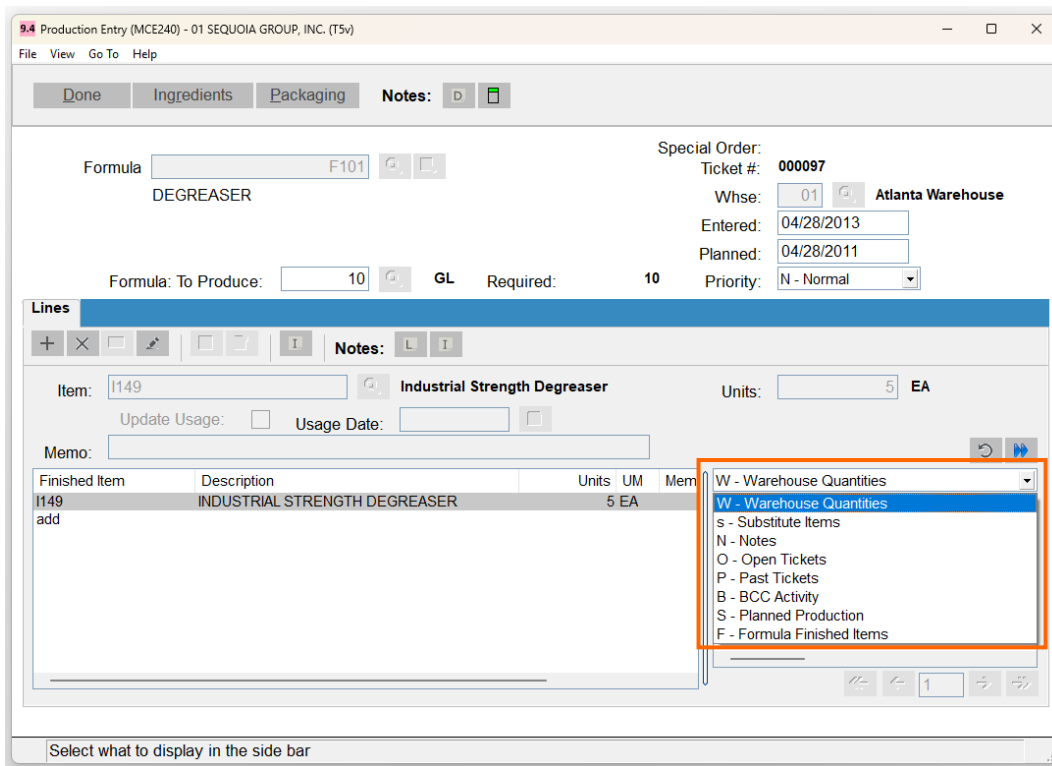 9.4 Production Entry (MCE240) - 01 SEQUOIA GROUP, INC. (T5v)
File View Go To Help
Done Ingredients Packaging Notes: D
Special Order:
Formula F101 Ticket #: 000097
DEGREASER Whse: 01 Atlanta Warehouse
Entered: 04/28/2013
Planned: 04/28/2011
Formula: To Produce: 10 GL Required: 10 Priority: N - Normal
Lines
I Notes: L I
Item: I149 Industrial Strength Degreaser Units: 5 EA
Update Usage: Usage Date:
Memo:
Finished Item Description Units UM Mem W - Warehouse Quantities
I149 INDUSTRIAL STRENGTH DEGREASER 5 EA W - Warehouse Quantities
add s - Substitute Items
N - Notes
O - Open Tickets
P - Past Tickets
B - BCC Activity
S - Planned Production
F - Formula Finished Items
1
Select what to display in the side bar